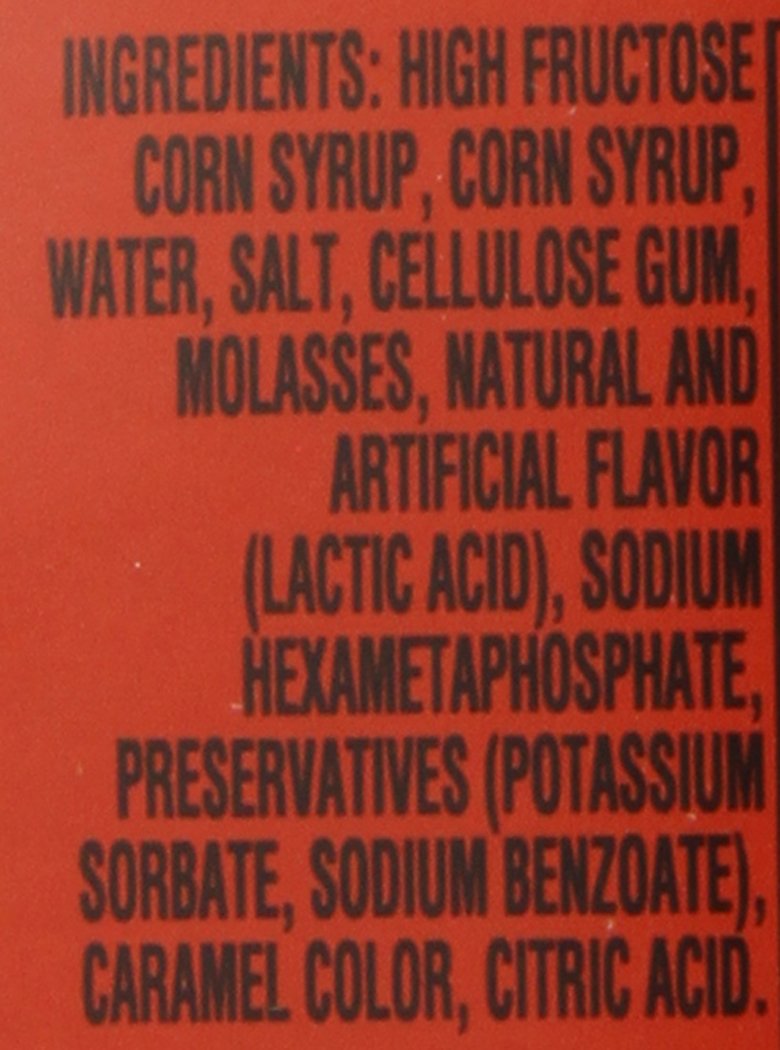 INGREDIENTS: HIGH FRUCTOSE
CORN SYRUP, CORN SYRUP,
WATER, SALT, CELLULOSE GUM,
MOLASSES, NATURAL AND
ARTIFICIAL FLAVOR
(LACTIC ACID), SODIUM
HEXAMETAPHOSPHATE,
PRESERVATIVES (POTASSIUM
SORBATE, SODIUM BENZOATE),
CARAMEL COLOR, CITRIC ACID.